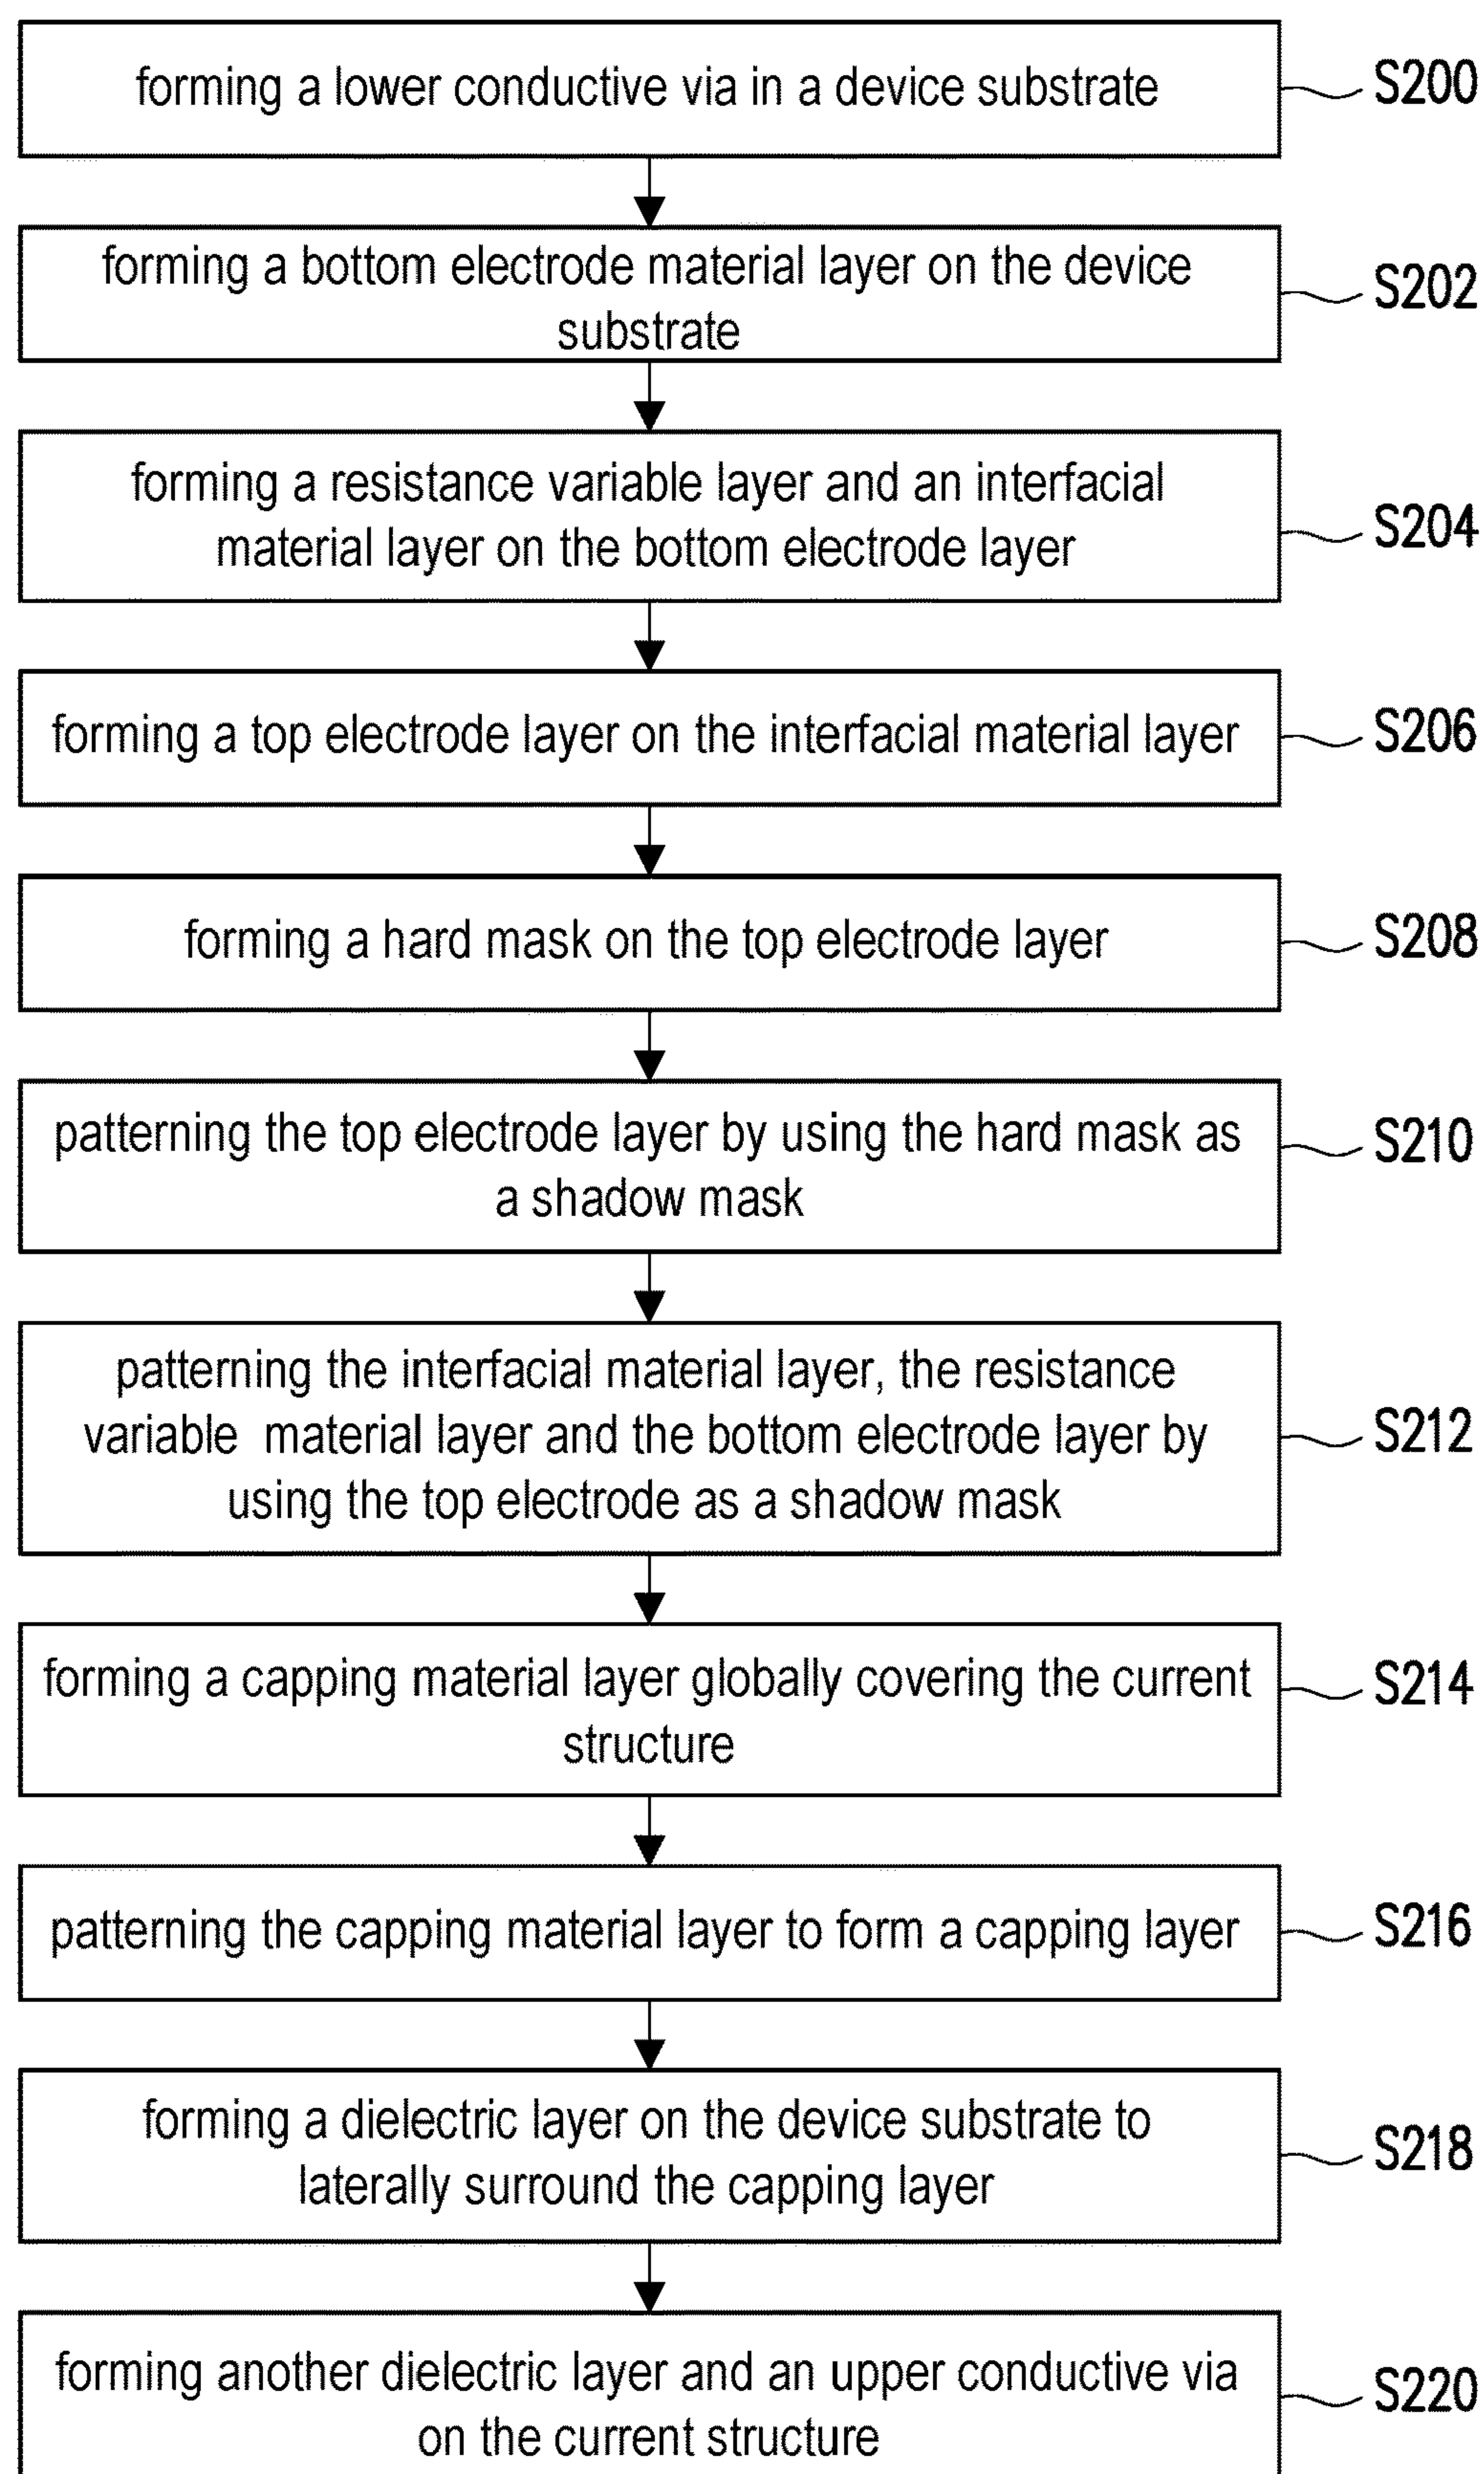 forming a lower conductive via in a device substrate
S200
forming a bottom electrode material layer on the device
substrate
S202
forming a resistance variable layer and an interfacial
material layer on the bottom electrode layer
S204
forming a top electrode layer on the interfacial material layer
S206
forming a hard mask on the top electrode layer
S208
patterning the top electrode layer by using the hard mask as
a shadow mask
S210
patterning the interfacial material layer, the resistance
variable material layer and the bottom electrode layer by
using the top electrode as a shadow mask
S212
forming a capping material layer globally covering the current
structure
S214
patterning the capping material layer to form a capping layer
S216
forming a dielectric layer on the device substrate to
laterally surround the capping layer
S218
forming another dielectric layer and an upper conductive via
on the current structure
S220